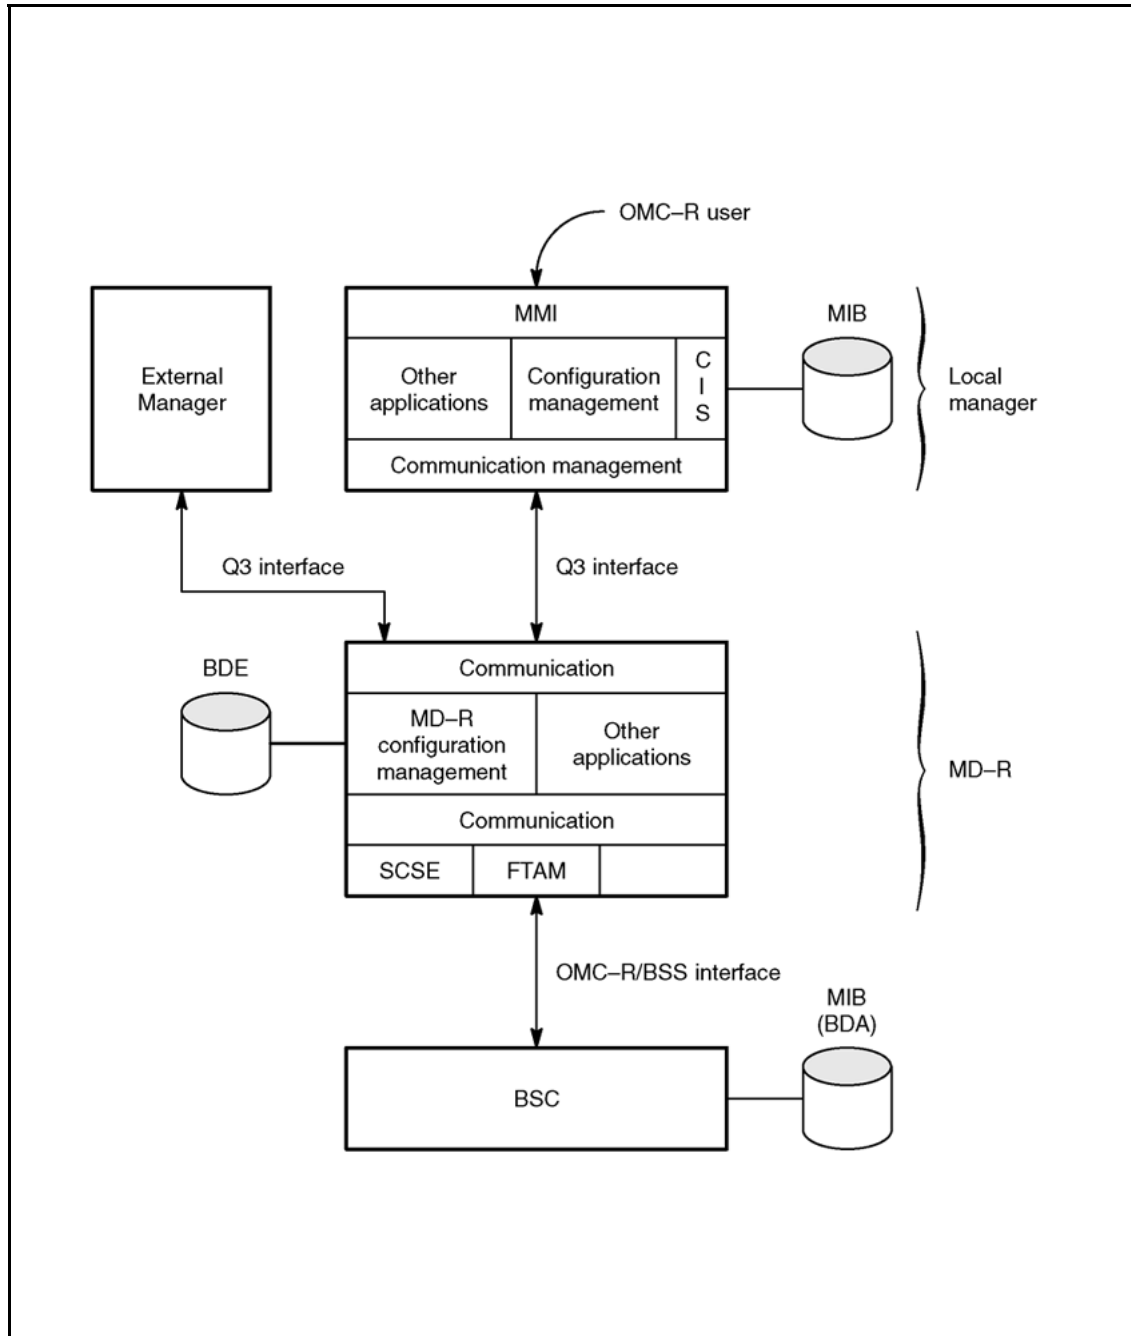 OMC–R user
External
Manager
MMI
Other
applications
Configuration
management
C
I
S
Communication management
MIB
Local
manager
Q3 interface
Q3 interface
BDE
Communication
MD–R
configuration
management
Other
applications
Communication
SCSE
FTAM
MD–R
OMC–R/BSS interface
MIB
(BDA)
BSC